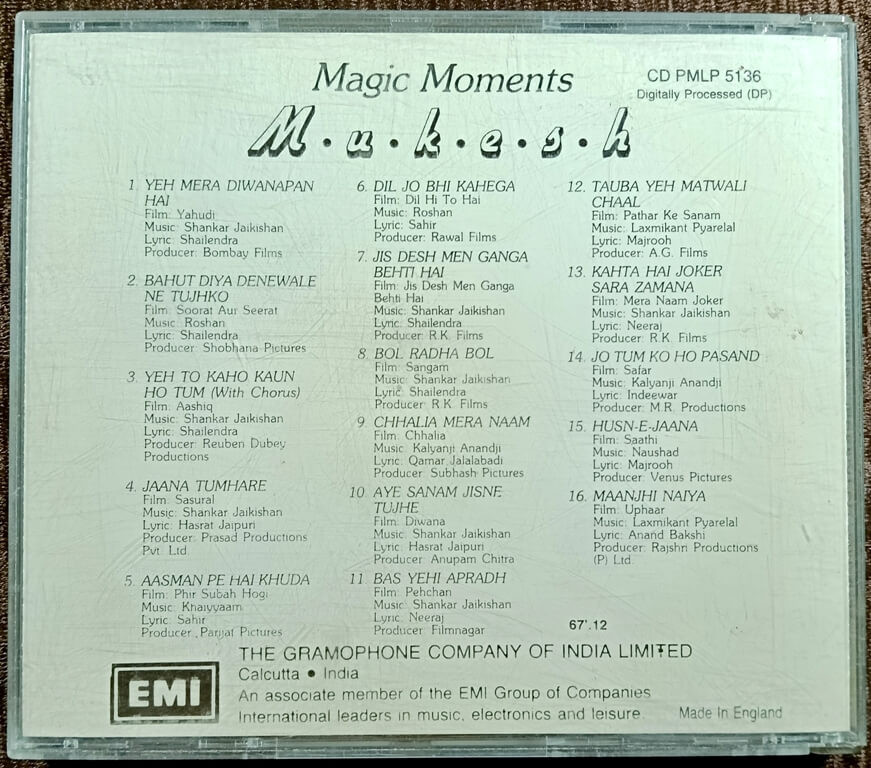 Magic Moments
CD PMLP 5136
Digitally Processed (DP)
M·u·k·e·s·h
1. YEH MERA DIWANAPAN
HAI
Film: Yahudi
Music: Shankar Jaikishan
Lyric: Shailendra
Producer: Bombay Films
2. BAHUT DIYA DENEWALE
NE TUJHKO
Film: Soorat Aur Seerat
Music: Roshan
Lyric: Shailendra
Producer: Shobhana Pictures
3. YEH TO KAHO KAUN
HO TUM (With Chorus)
Film: Aashiq
Music: Shankar Jaikishan
Lyric: Shailendra
Producer: Reuben Dubey
Productions
4. JAANA TUMHARE
Film: Sasural
Music: Shankar Jaikishan
Lyric: Hasrat Jaipuri
Producer: Prasad Productions
Pvt. Ltd.
5. AASMAN PE HAI KHUDA
Film: Phir Subah Hogi
Music: Khaiyyaam
Lyric: Sahir
Producer: Parijat Pictures
6. DIL JO BHI KAHEGA
Film: Dil Hi To Hai
Music: Roshan
Lyric: Sahir
Producer: Rawal Films
7. JIS DESH MEN GANGA
BEHTI HAI
Film: Jis Desh Men Ganga
Behti Hai
Music: Shankar Jaikishan
Lyric: Shailendra
Producer: R.K. Films
8. BOL RADHA BOL
Film: Sangam
Music: Shankar Jaikishan
Lyric: Shailendra
Producer: R.K. Films
9. CHHALIA MERA NAAM
Film: Chhalia
Music: Kalyanji Anandji
Lyric: Qamar Jalalabadi
Producer: Subhash Pictures
10. AYE SANAM JISNE
TUJHE
Film: Diwana
Music: Shankar Jaikishan
Lyric: Hasrat Jaipuri
Producer: Anupam Chitra
11. BAS YEHI APRADH
Film: Pehchan
Music: Shankar Jaikishan
Lyric: Neeraj
Producer: Filmnagar
12. TAUBA YEH MATWALI
CHAAL
Film: Pathar Ke Sanam
Music: Laxmikant Pyarelal
Lyric: Majrooh
Producer: A.G. Films
13. KAHTA HAI JOKER
SARA ZAMANA
Film: Mera Naam Joker
Music: Shankar Jaikishan
Lyric: Neeraj
Producer: R.K. Films
14. JO TUM KO HO PASAND
Film: Safar
Music: Kalyanji Anandji
Lyric: Indeewar
Producer: M.R. Productions
15. HUSN-E-JAANA
Film: Saathi
Music: Naushad
Lyric: Majrooh
Producer: Venus Pictures
16. MAANJHI NAIYA
Film: Uphaar
Music: Laxmikant Pyarelal
Lyric: Anand Bakshi
Producer: Rajshri Productions
(P) Ltd.
67'.12
EMI
THE GRAMOPHONE COMPANY OF INDIA LIMITED
Calcutta • India
An associate member of the EMI Group of Companies
International leaders in music, electronics and leisure.
Made in England